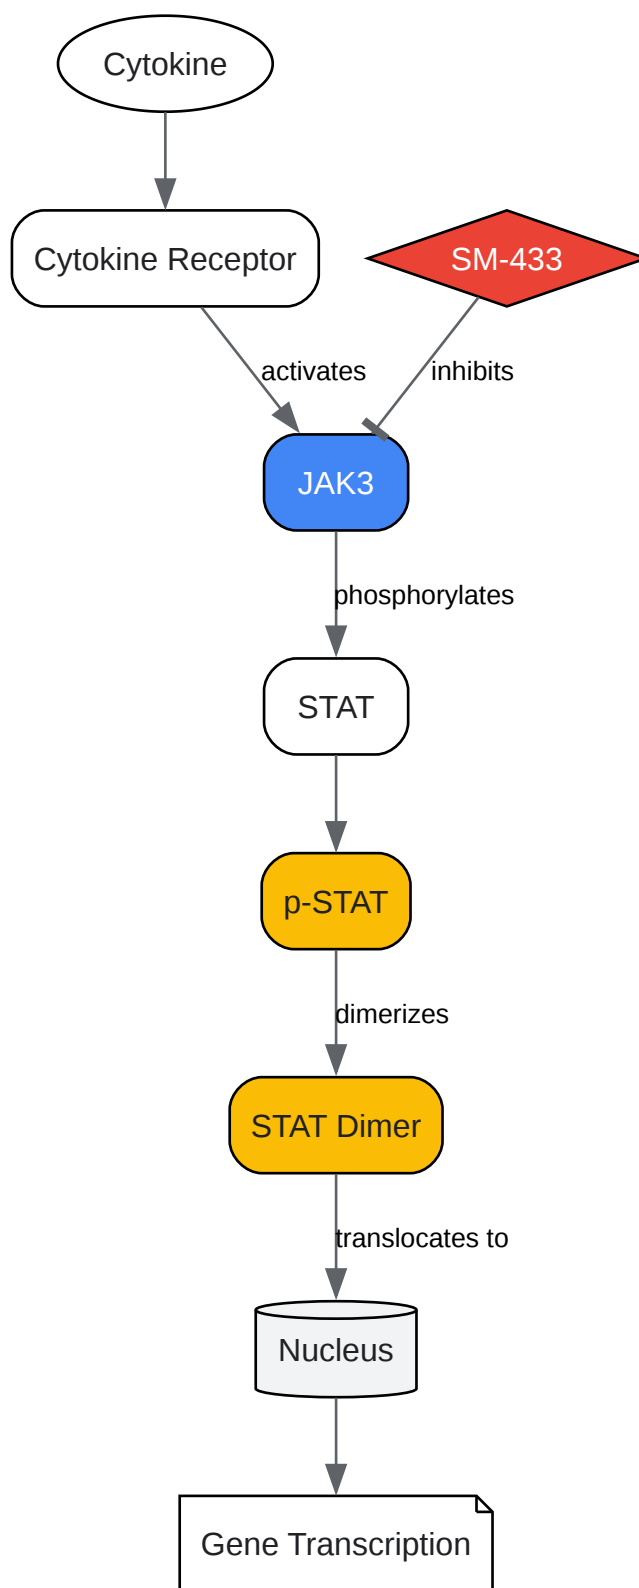 Cytokine
Cytokine Receptor
SM-433
activates
inhibits
JAK3
phosphorylates
STAT
p-STAT
dimerizes
STAT Dimer
translocates to
Nucleus
Gene Transcription